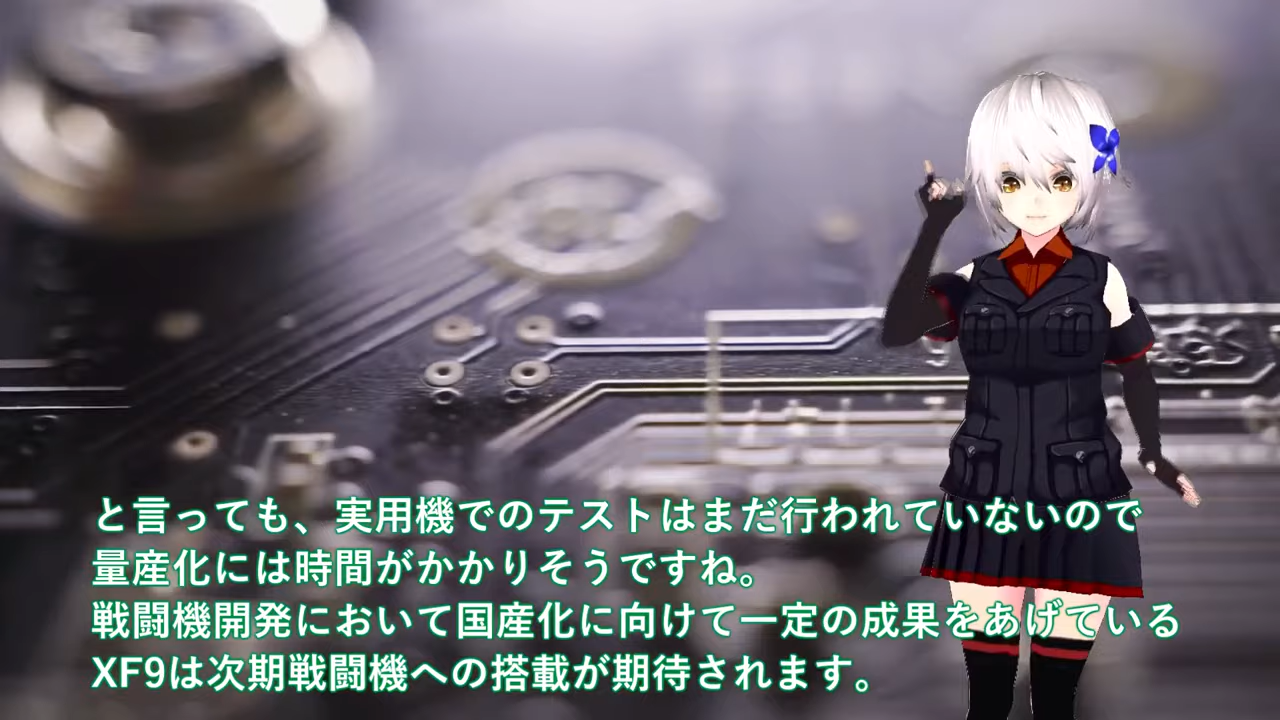 と言っても、実用機でのテストはまだ行われていないので
量産化には時間がかかりそうですね。
戦闘機開発において国産化に向けて一定の成果をあげている
XF9は次期戦闘機への搭載が期待されます。